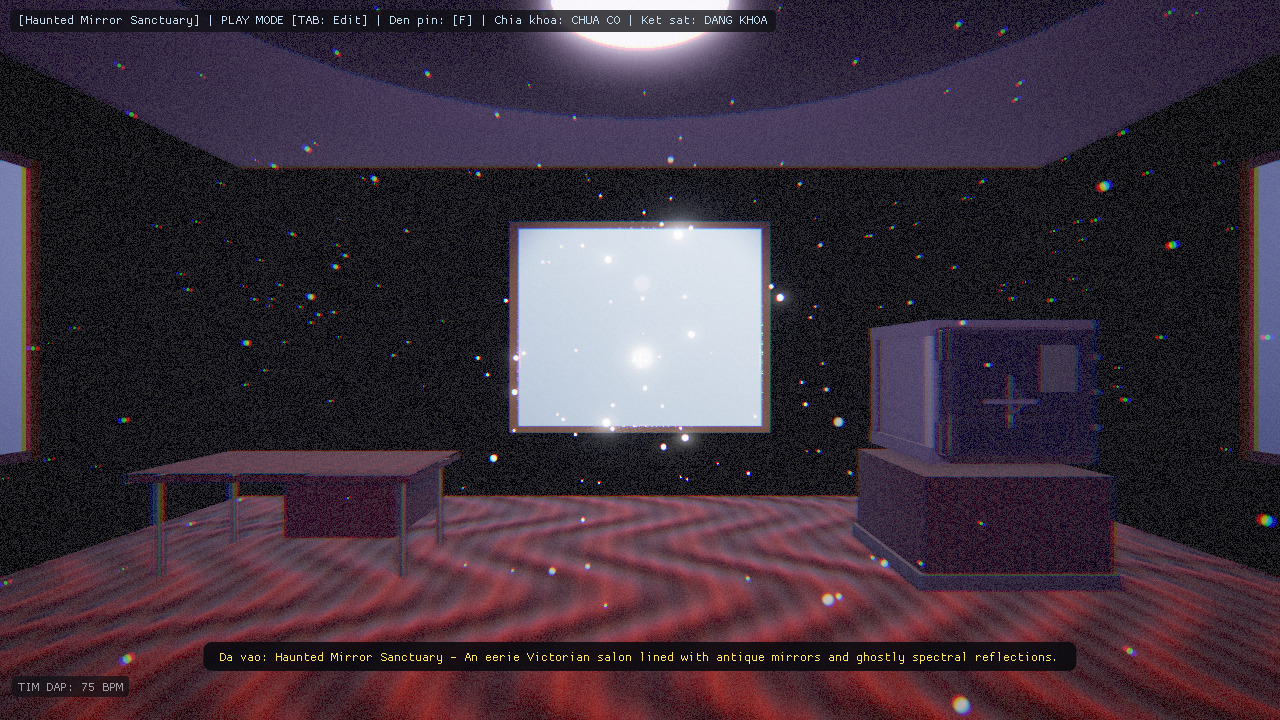 [Haunted Mirror Sanctuary] | PLAY MODE [TAB: Edit] | Den pin: [F] | Chia khoa: CHUA CO | Ket sat: DANG KHOA
Da vao: Haunted Mirror Sanctuary - An eerie Victorian salon lined with antique mirrors and ghostly spectral reflections.
TIM DAP: 75 BPM